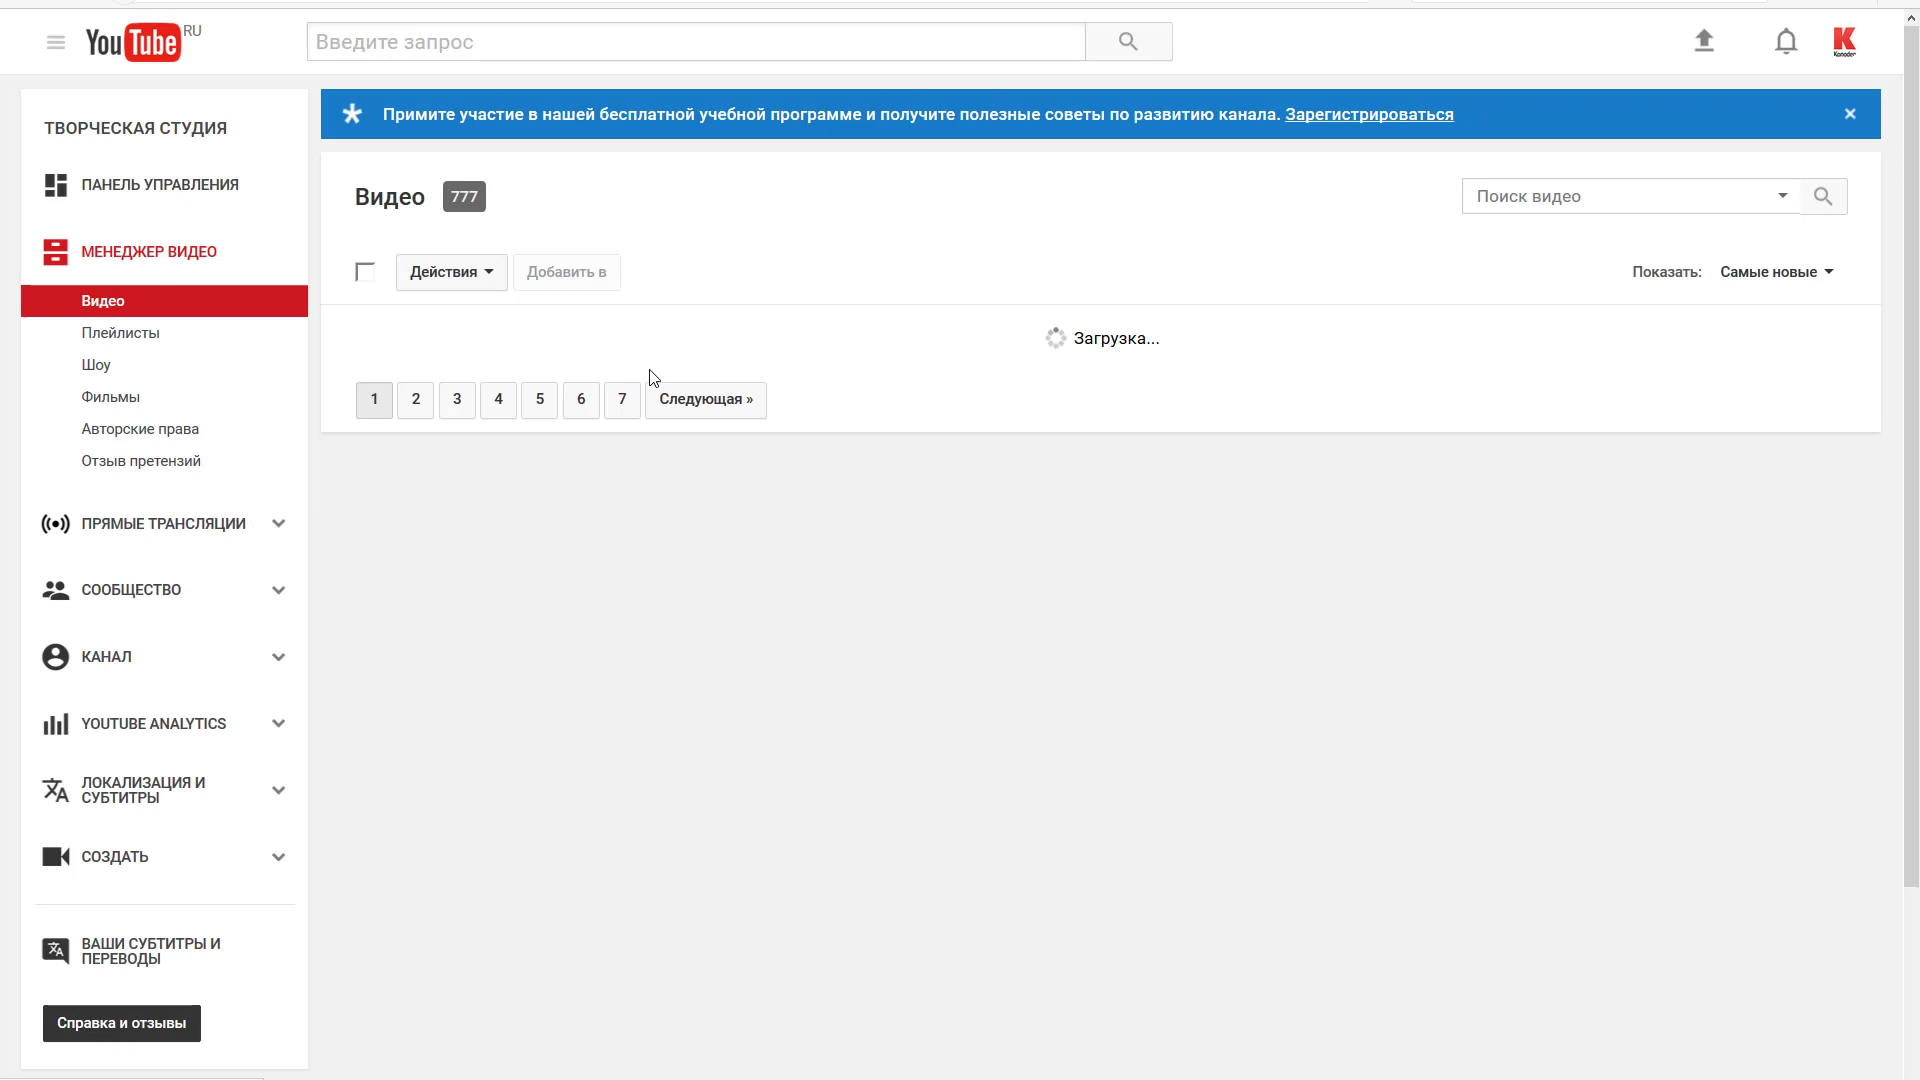 YouTube RU
Введите запрос
Konoden
ТВОРЧЕСКАЯ СТУДИЯ
ПАНЕЛЬ УПРАВЛЕНИЯ
МЕНЕДЖЕР ВИДЕО
Видео
Плейлисты
Шоу
Фильмы
Авторские права
Отзыв претензий
ПРЯМЫЕ ТРАНСЛЯЦИИ
СООБЩЕСТВО
КАНАЛ
YOUTUBE ANALYTICS
ЛОКАЛИЗАЦИЯ И
СУБТИТРЫ
СОЗДАТЬ
ВАШИ СУБТИТРЫ И
ПЕРЕВОДЫ
Справка и отзывы
Примите участие в нашей бесплатной учебной программе и получите полезные советы по развитию канала. Зарегистрироваться
Видео 777
Поиск видео
Действия Добавить в
Показать: Самые новые
Загрузка...
1 2 3 4 5 6 7 Следующая »